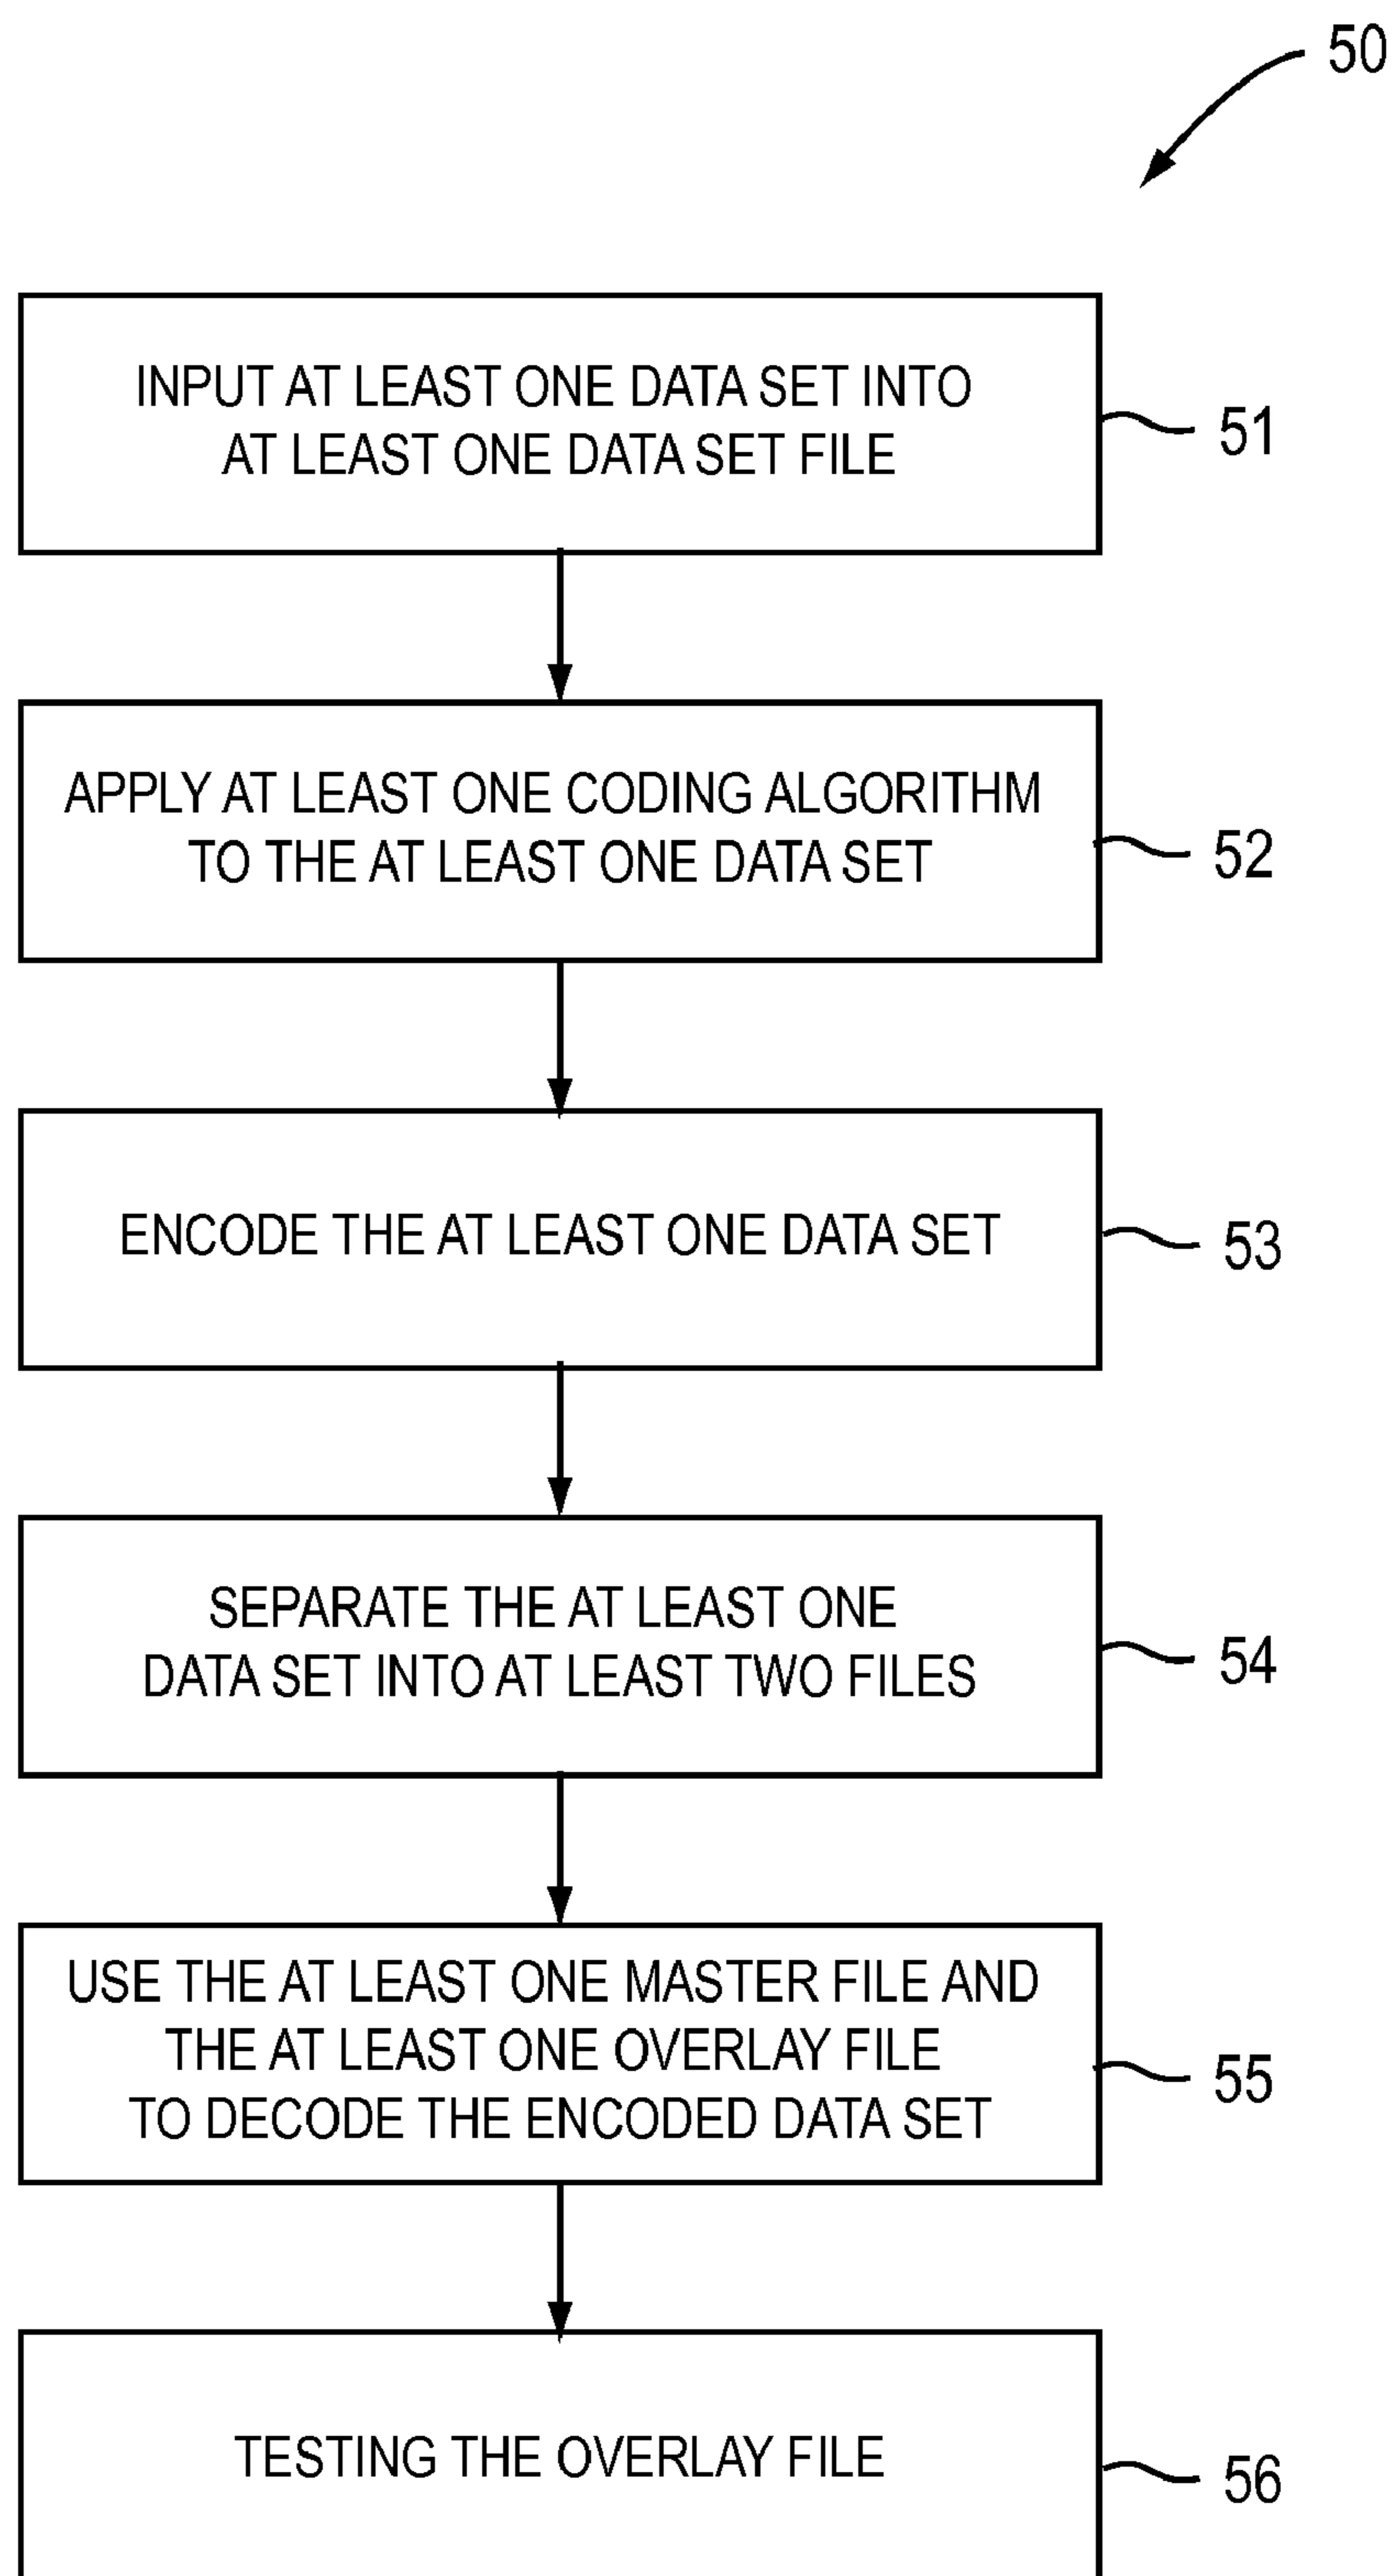 50
INPUT AT LEAST ONE DATA SET INTO
AT LEAST ONE DATA SET FILE
51
APPLY AT LEAST ONE CODING ALGORITHM
TO THE AT LEAST ONE DATA SET
52
ENCODE THE AT LEAST ONE DATA SET
53
SEPARATE THE AT LEAST ONE
DATA SET INTO AT LEAST TWO FILES
54
USE THE AT LEAST ONE MASTER FILE AND
THE AT LEAST ONE OVERLAY FILE
TO DECODE THE ENCODED DATA SET
55
TESTING THE OVERLAY FILE
56